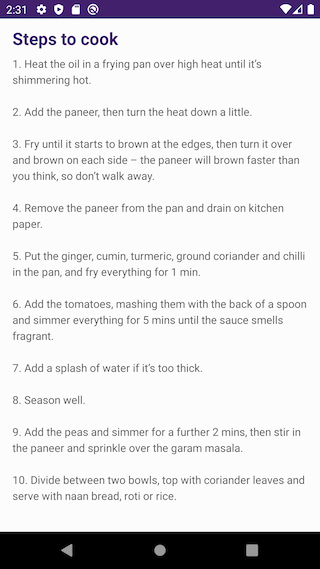 2:31
Steps to cook
1. Heat the oil in a frying pan over high heat until it's
shimmering hot.
2. Add the paneer, then turn the heat down a little.
3. Fry until it starts to brown at the edges, then turn it over
and brown on each side – the paneer will brown faster than
you think, so don't walk away.
4. Remove the paneer from the pan and drain on kitchen
paper.
5. Put the ginger, cumin, turmeric, ground coriander and chilli
in the pan, and fry everything for 1 min.
6. Add the tomatoes, mashing them with the back of a spoon
and simmer everything for 5 mins until the sauce smells
fragrant.
7. Add a splash of water if it's too thick.
8. Season well.
9. Add the peas and simmer for a further 2 mins, then stir in
the paneer and sprinkle over the garam masala.
10. Divide between two bowls, top with coriander leaves and
serve with naan bread, roti or rice.